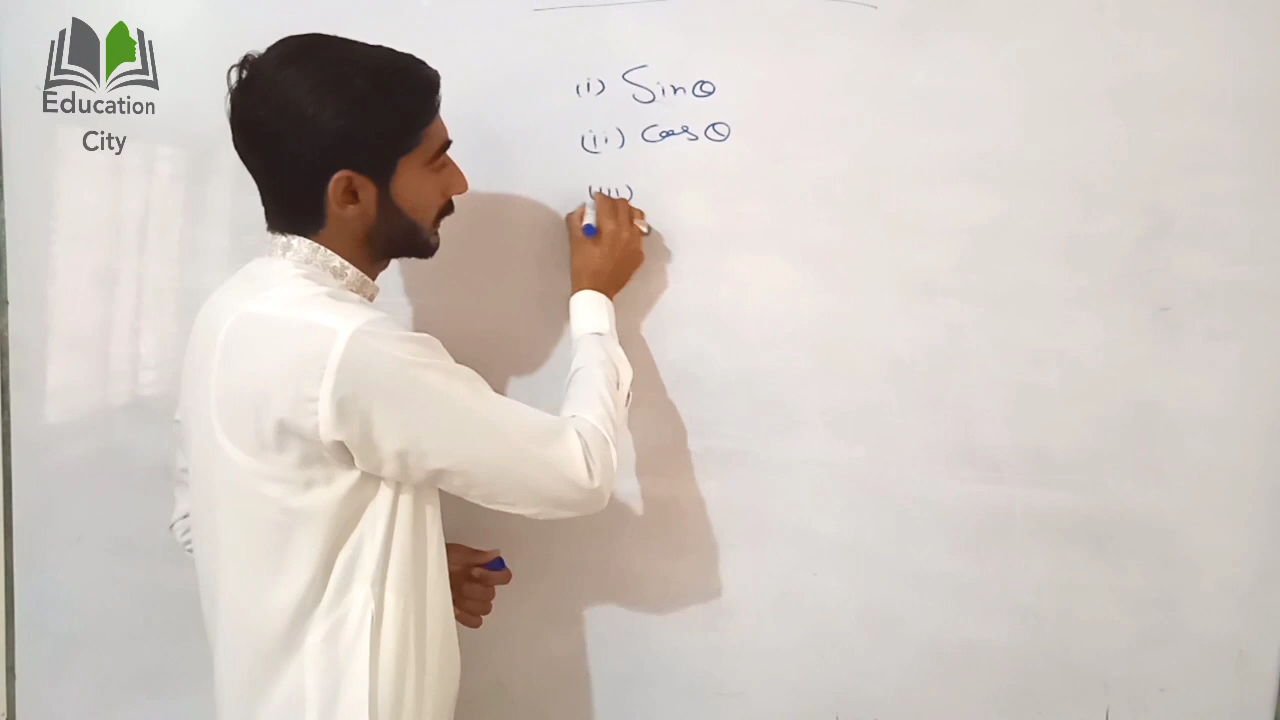 Education
City
(i) Sinθ
(ii) Cosθ
(iii)